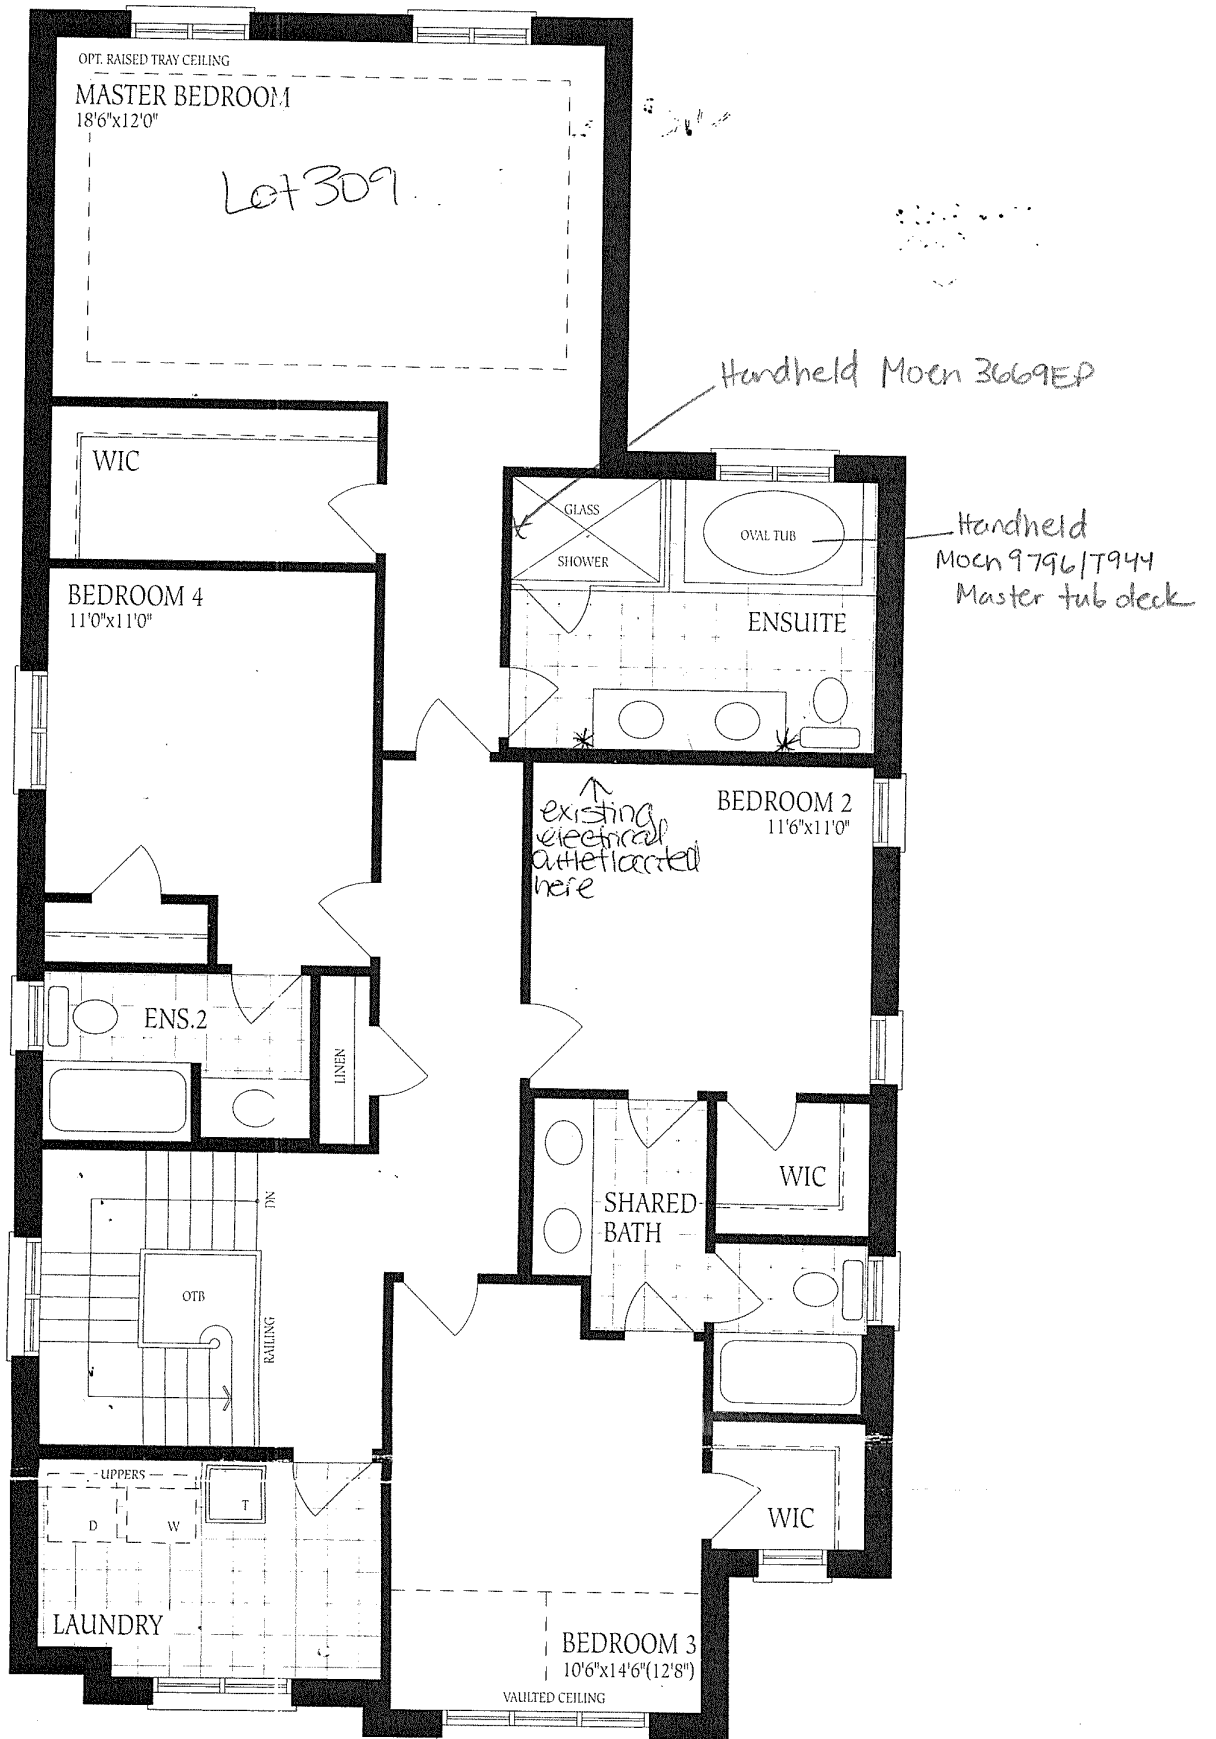 OPT. RAISED TRAY CEILING
MASTER BEDROOM
18'6"x12'0"
Lot 309
Handheld Moen 3669EP
WIC
GLASS
SHOWER
OVAL TUB
Handheld
Moen 9796/T944
Master tub deck
BEDROOM 4
11'0"x11'0"
ENSUITE
existing
electrical
outlet located
here
BEDROOM 2
11'6"x11'0"
ENS.2
LINEN
WIC
SHARED
BATH
DN
OTB
RAILING
UPPERS
D
W
T
WIC
LAUNDRY
BEDROOM 3
10'6"x14'6"(12'8")
VAULTED CEILING